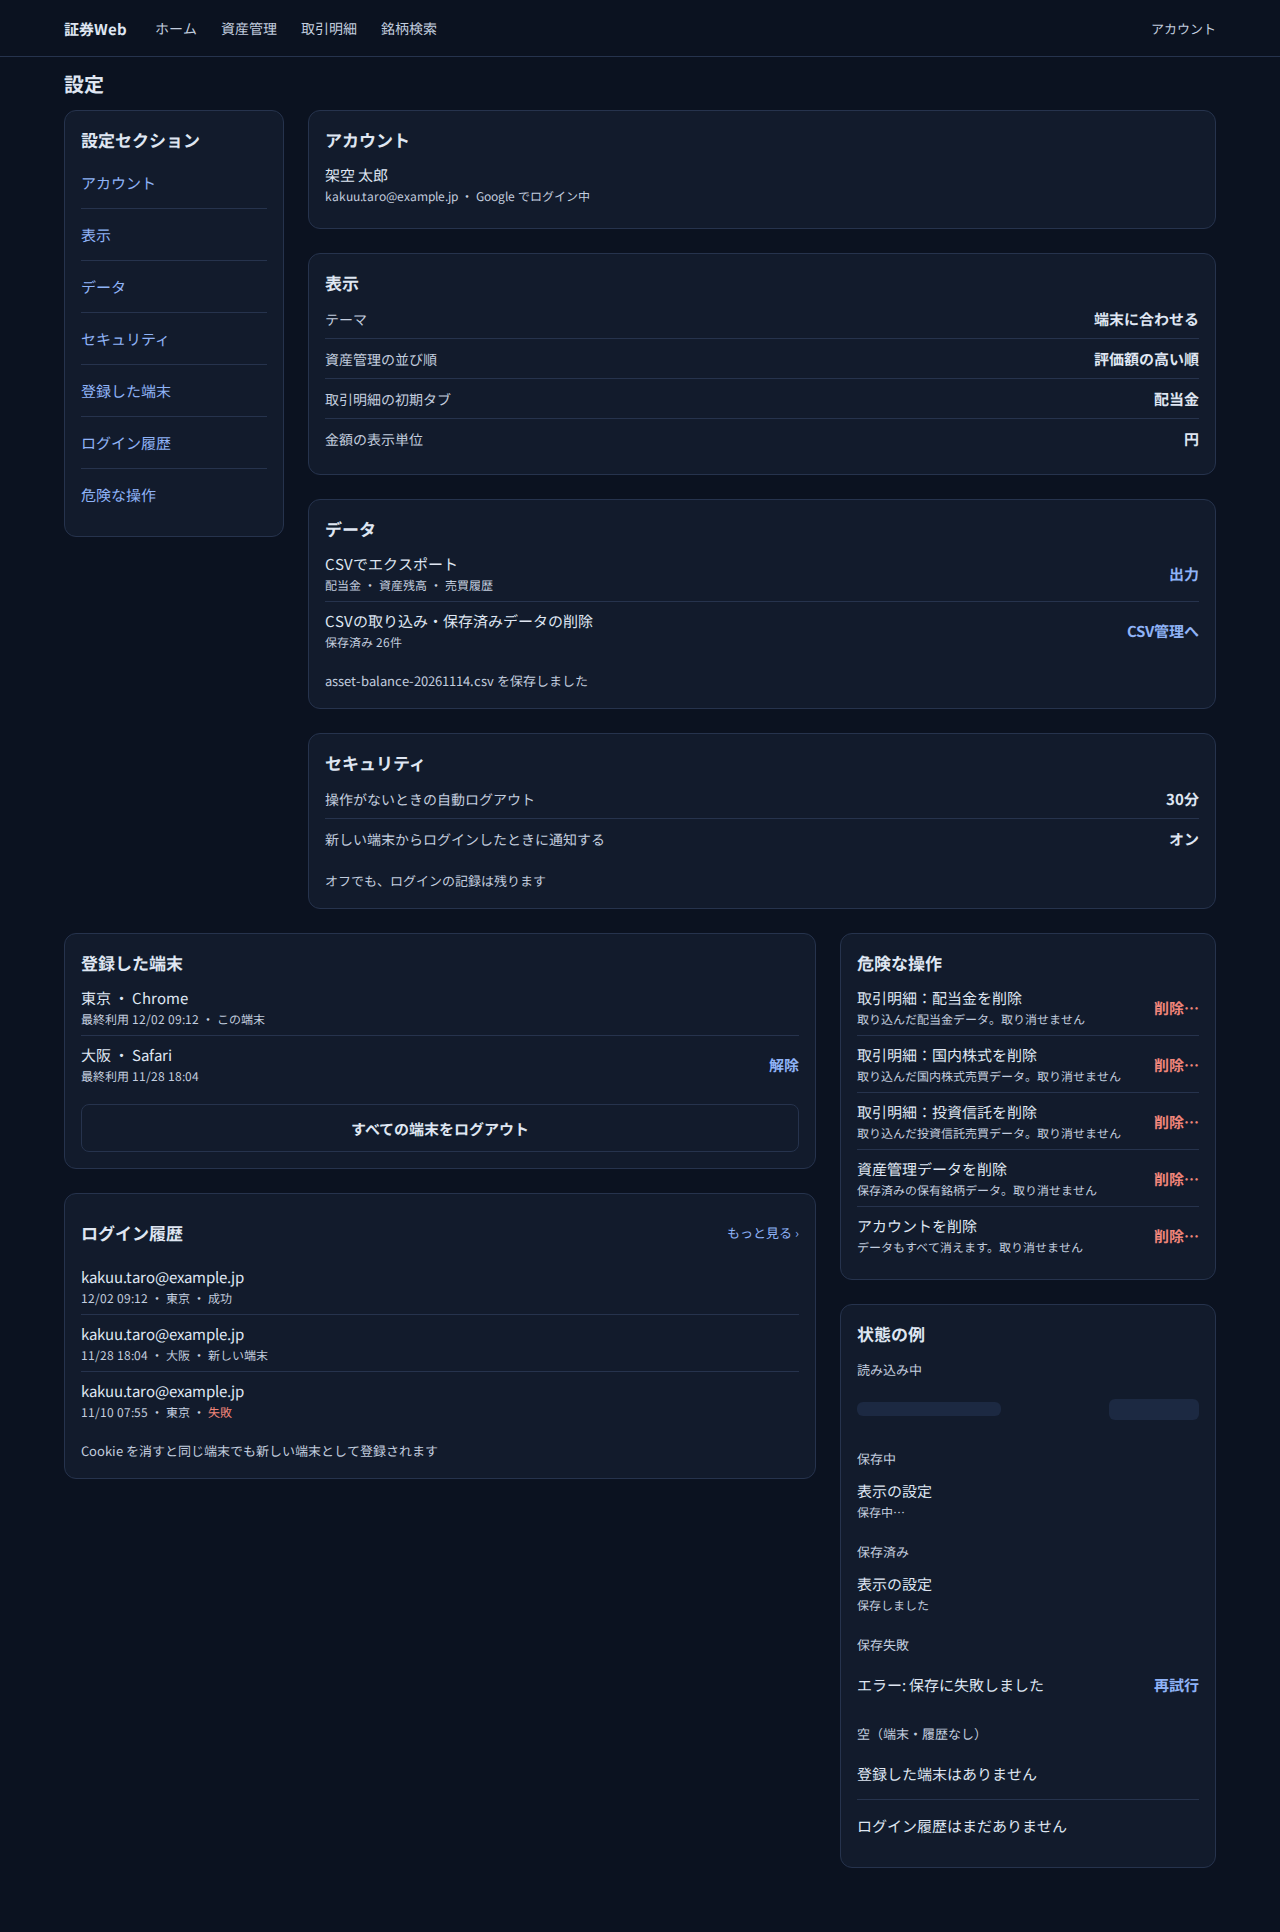 証券Web ホーム 資産管理 取引明細 銘柄検索 アカウント
設定
設定セクション
アカウント
表示
データ
セキュリティ
登録した端末
ログイン履歴
危険な操作
アカウント
架空 太郎
kakuu.taro@example.jp ・ Google でログイン中
表示
テーマ 端末に合わせる
資産管理の並び順 評価額の高い順
取引明細の初期タブ 配当金
金額の表示単位 円
データ
CSVでエクスポート
配当金 ・ 資産残高 ・ 売買履歴
出力
CSVの取り込み・保存済みデータの削除
保存済み 26件
CSV管理へ
asset-balance-20261114.csv を保存しました
セキュリティ
操作がないときの自動ログアウト 30分
新しい端末からログインしたときに通知する オン
オフでも、ログインの記録は残ります
登録した端末
東京 ・ Chrome
最終利用 12/02 09:12 ・ この端末
大阪 ・ Safari
最終利用 11/28 18:04
解除
すべての端末をログアウト
ログイン履歴 もっと見る ›
kakuu.taro@example.jp
12/02 09:12 ・ 東京 ・ 成功
kakuu.taro@example.jp
11/28 18:04 ・ 大阪 ・ 新しい端末
kakuu.taro@example.jp
11/10 07:55 ・ 東京 ・ 失敗
Cookie を消すと同じ端末でも新しい端末として登録されます
危険な操作
取引明細：配当金を削除
取り込んだ配当金データ。取り消せません
削除…
取引明細：国内株式を削除
取り込んだ国内株式売買データ。取り消せません
削除…
取引明細：投資信託を削除
取り込んだ投資信託売買データ。取り消せません
削除…
資産管理データを削除
保存済みの保有銘柄データ。取り消せません
削除…
アカウントを削除
データもすべて消えます。取り消せません
削除…
状態の例
読み込み中
保存中
表示の設定
保存中…
保存済み
表示の設定
保存しました
保存失敗
エラー: 保存に失敗しました 再試行
空（端末・履歴なし）
登録した端末はありません
ログイン履歴はまだありません